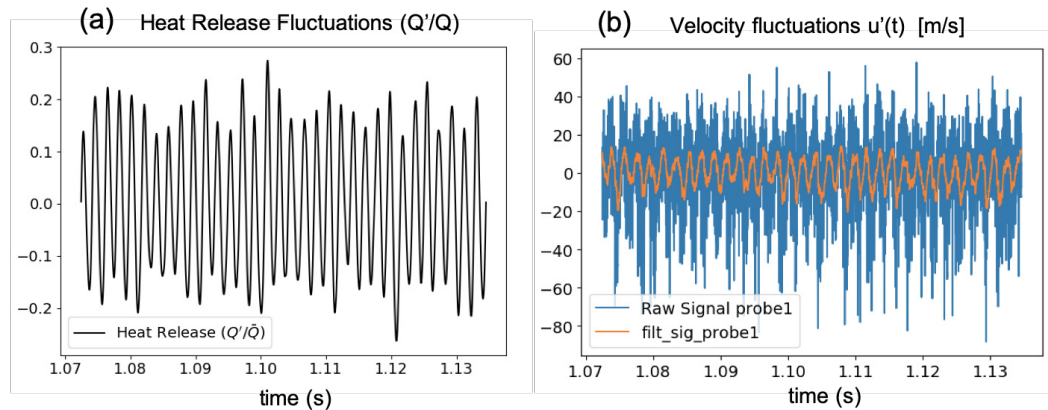 (a) Heat Release Fluctuations (Q'/Q)
0.3
0.2
0.1
0.0
−0.1
−0.2
Heat Release (Q′/Q̄)
1.07 1.08 1.09 1.10 1.11 1.12 1.13
time (s)
(b) Velocity fluctuations u'(t) [m/s]
60
40
20
0
−20
−40
−60
−80
Raw Signal probe1
filt_sig_probe1
1.07 1.08 1.09 1.10 1.11 1.12 1.13
time (s)